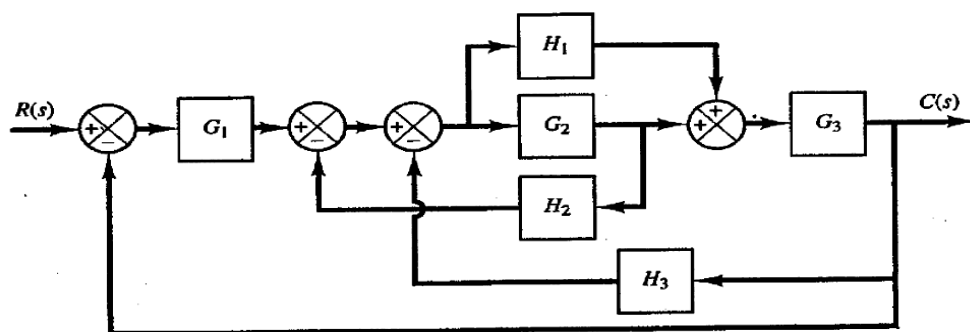 H₁
R(s)
C(s)
+
+
+
+
G₁
+
G₂
+
G₃
−
−
−
H₂
H₃